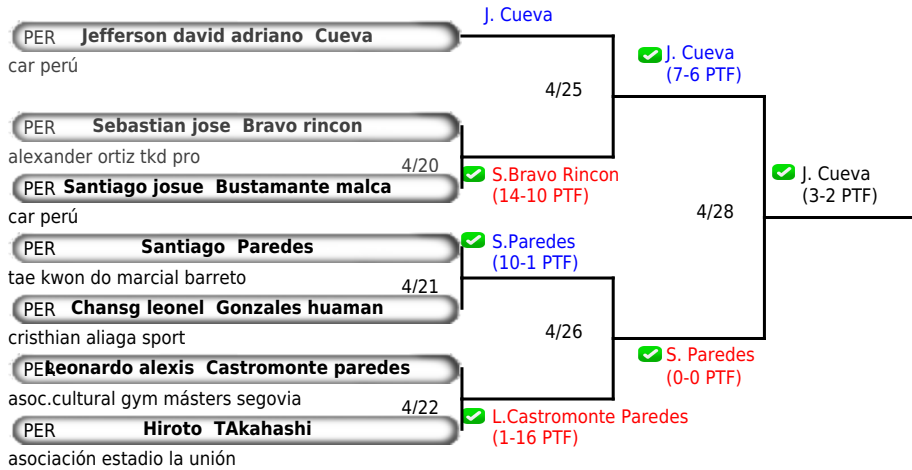 J. Cueva
PER Jefferson david adriano Cueva
car perú
J. Cueva
(7-6 PTF)
4/25
PER Sebastian jose Bravo rincon
alexander ortiz tkd pro
4/20
S.Bravo Rincon
(14-10 PTF)
PER Santiago josue Bustamante malca
car perú
J. Cueva
(3-2 PTF)
4/28
PER Santiago Paredes
tae kwon do marcial barreto
S.Paredes
(10-1 PTF)
4/21
PER Chansg leonel Gonzales huaman
cristhian aliaga sport
4/26
PER Leonardo alexis Castromonte paredes
asoc.cultural gym másters segovia
S. Paredes
(0-0 PTF)
4/22
L.Castromonte Paredes
(1-16 PTF)
PER Hiroto TAkahashi
asociación estadio la unión